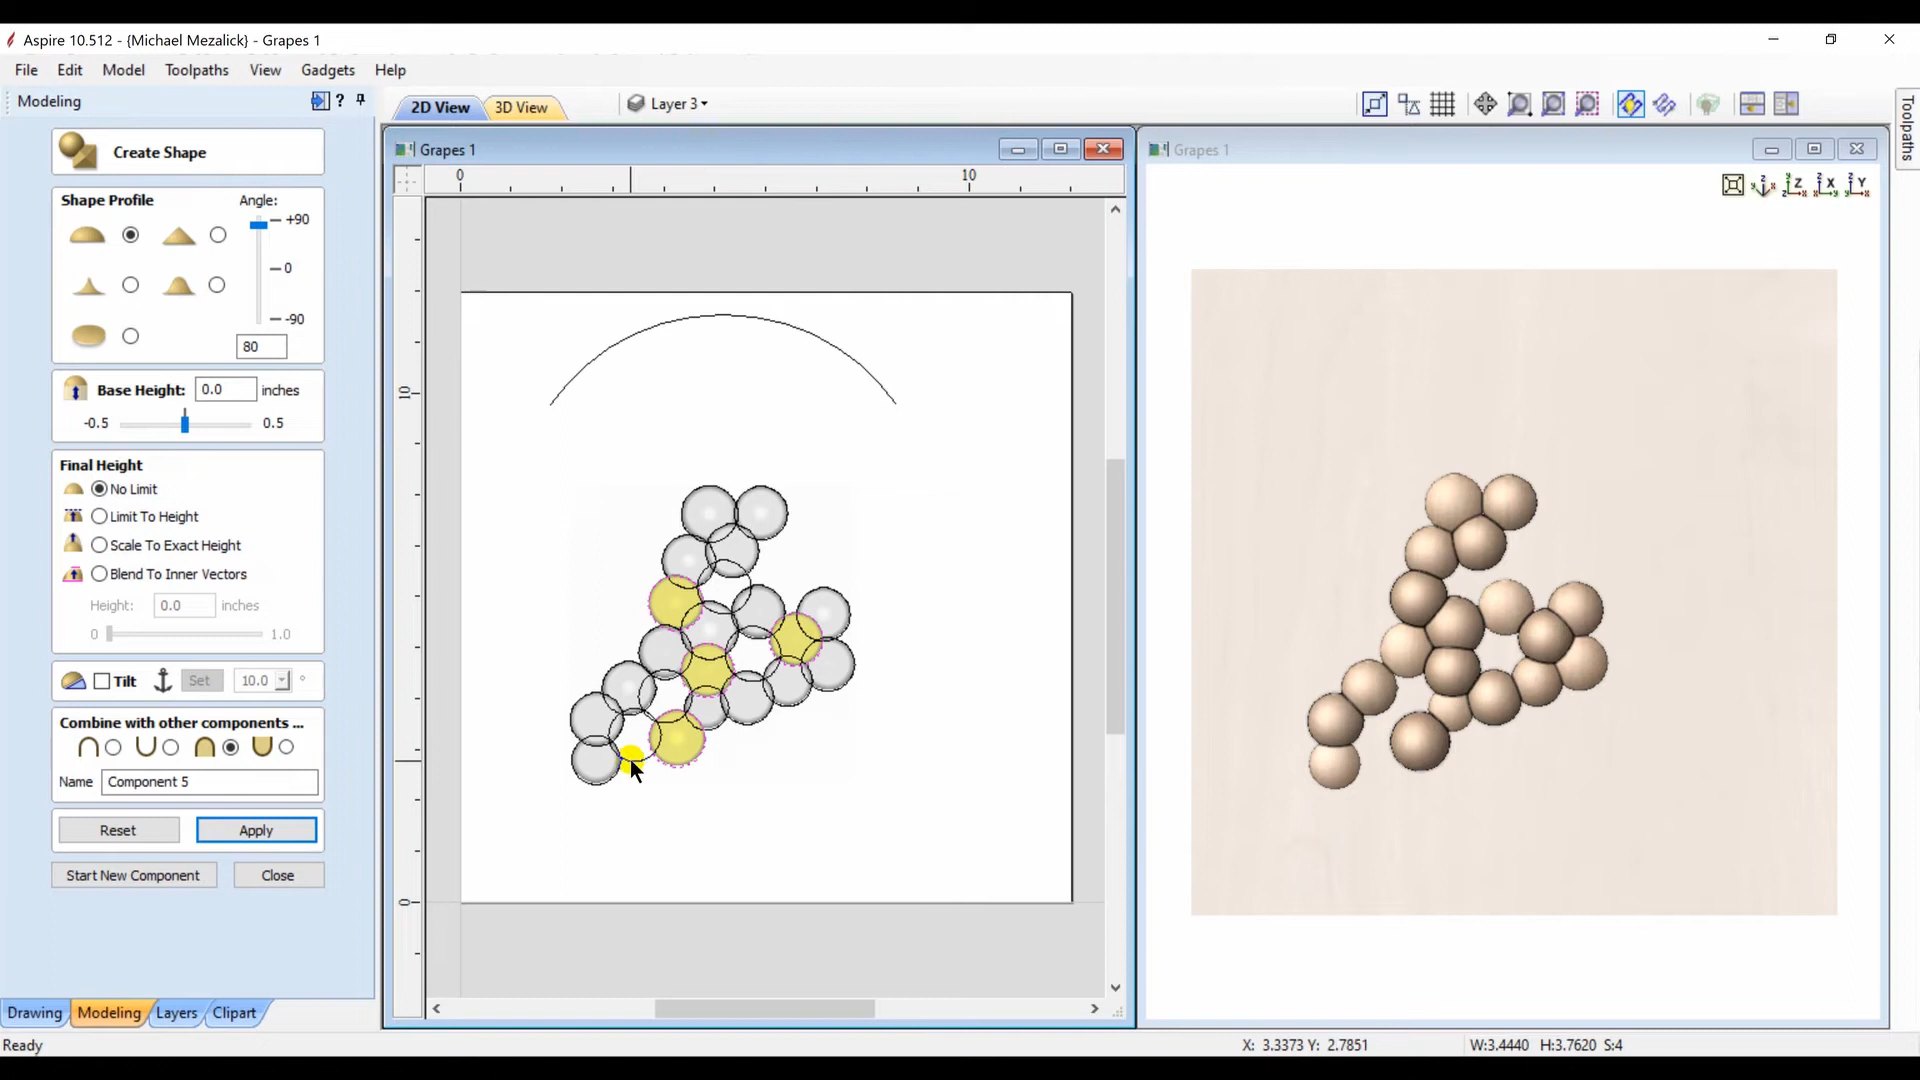 Aspire 10.512 - {Michael Mezalick} - Grapes 1
File Edit Model Toolpaths View Gadgets Help
Modeling ?
2D View 3D View Layer 3
Toolpaths
Create Shape
Grapes 1
Grapes 1
0 10
Z X Y
Shape Profile Angle:
+90
0
-90
80
Base Height: 0.0 inches
-0.5 0.5
10
0
Final Height
No Limit
Limit To Height
Scale To Exact Height
Blend To Inner Vectors
Height: 0.0 inches
0 1.0
Tilt Set 10.0 °
Combine with other components ...
Name Component 5
Reset Apply
Start New Component Close
Drawing Modeling Layers Clipart
Ready X: 3.3373 Y: 2.7851 W:3.4440 H:3.7620 S:4